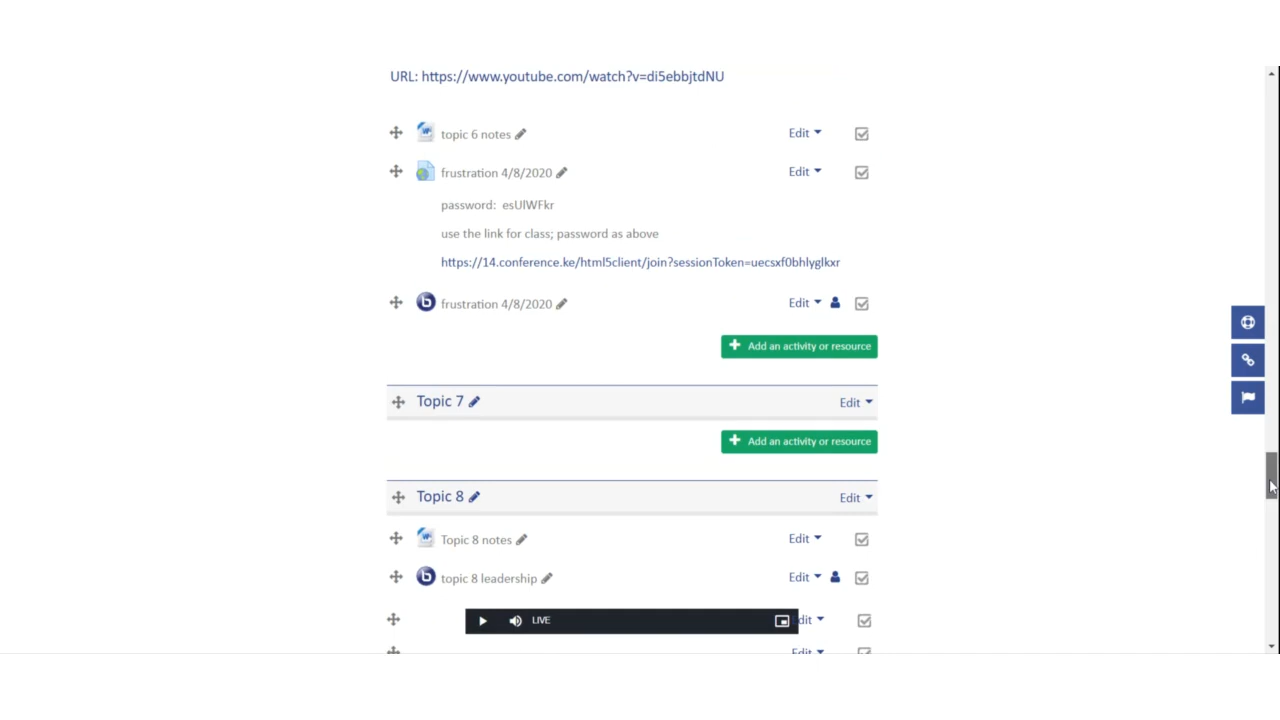 URL: https://www.youtube.com/watch?v=di5ebbjtdNU
topic 6 notes Edit
frustration 4/8/2020 Edit
password: esUlWFkr
use the link for class; password as above
https://14.conference.ke/html5client/join?sessionToken=uecsxf0bhlyglkxr
frustration 4/8/2020 Edit
Add an activity or resource
Topic 7 Edit
Add an activity or resource
Topic 8 Edit
Topic 8 notes Edit
topic 8 leadership Edit
LIVE dit
Edit